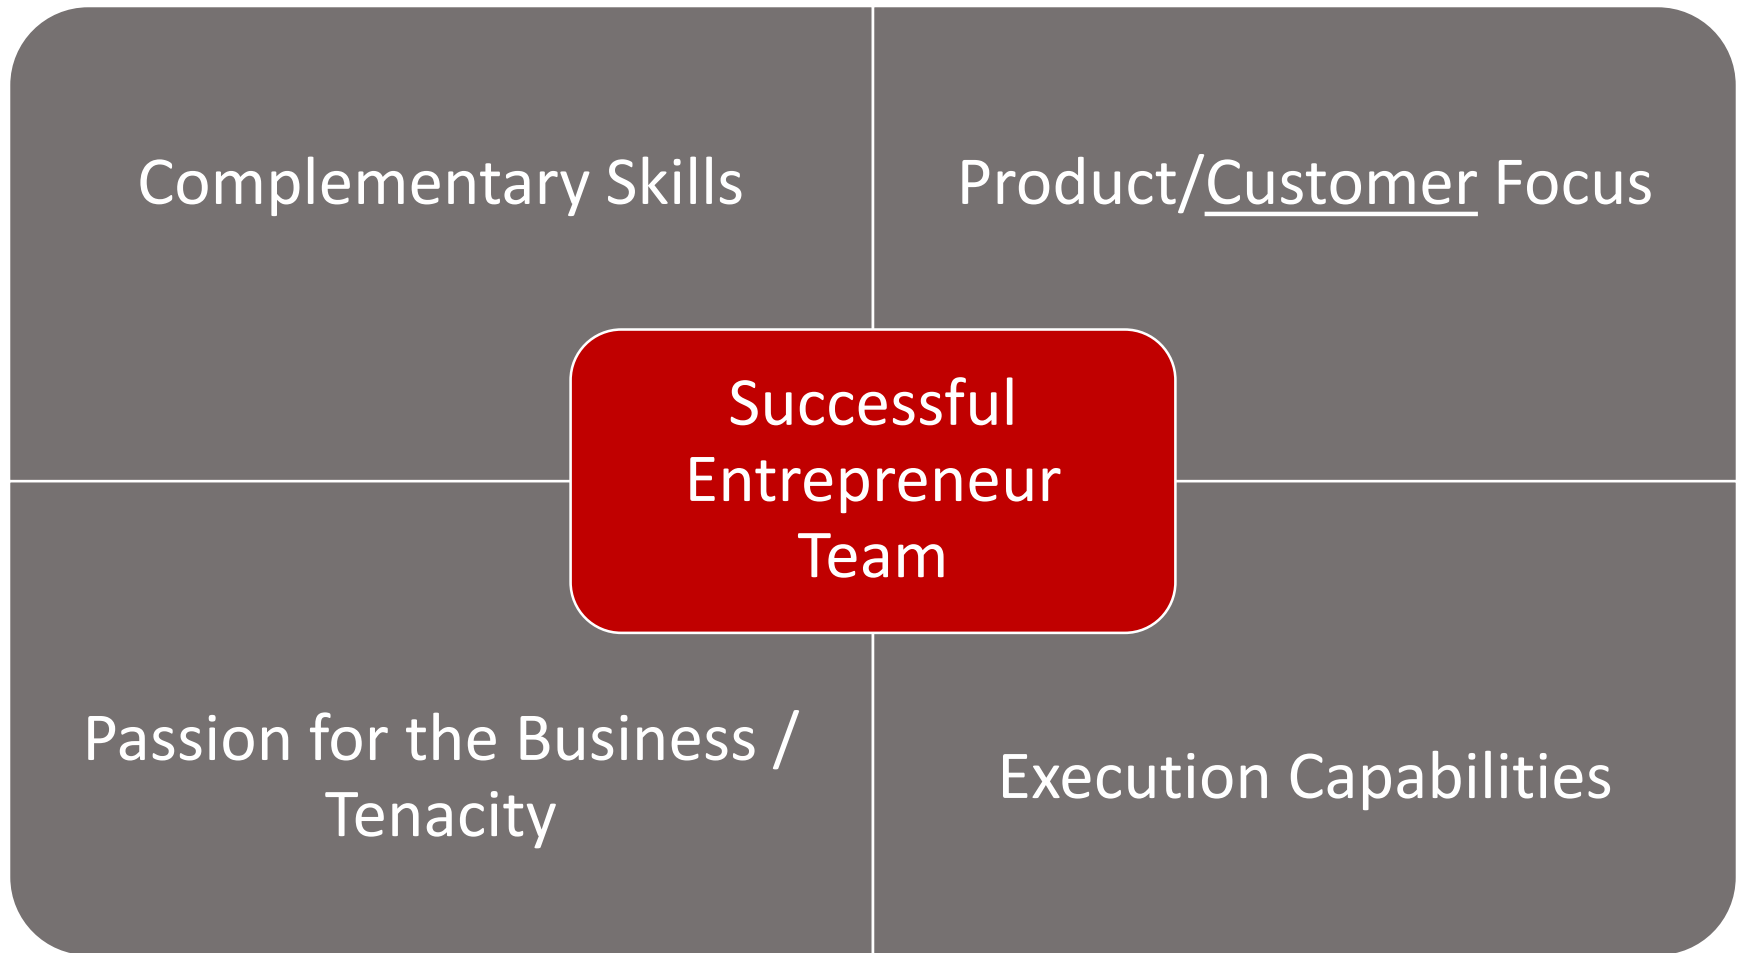 Complementary Skills
Product/Customer Focus
Successful
Entrepreneur
Team
Passion for the Business /
Tenacity
Execution Capabilities